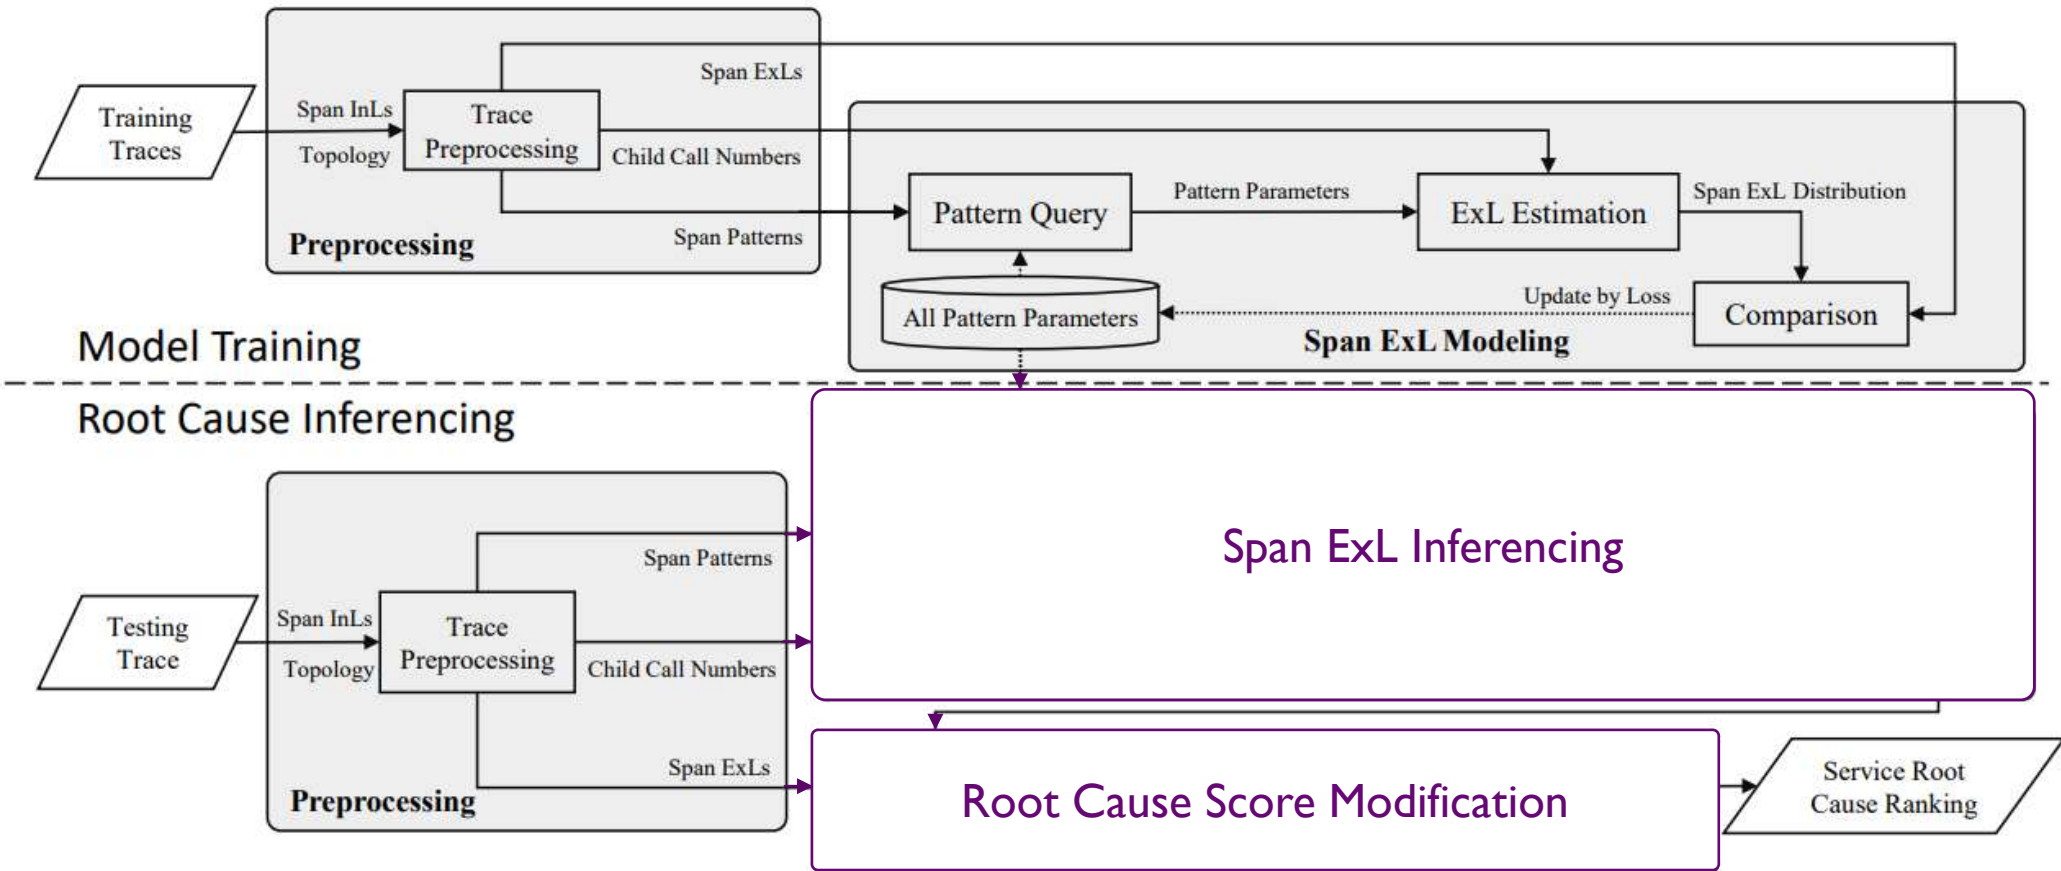 Span ExLs
Training
Traces
Span InLs
Topology
Trace
Preprocessing
Child Call Numbers
Span Patterns
Preprocessing
Pattern Query
Pattern Parameters
ExL Estimation
Span ExL Distribution
All Pattern Parameters
Update by Loss
Comparison
Span ExL Modeling
Model Training
Root Cause Inferencing
Testing
Trace
Span InLs
Topology
Trace
Preprocessing
Span Patterns
Child Call Numbers
Span ExLs
Preprocessing
Span ExL Inferencing
Root Cause Score Modification
Service Root
Cause Ranking